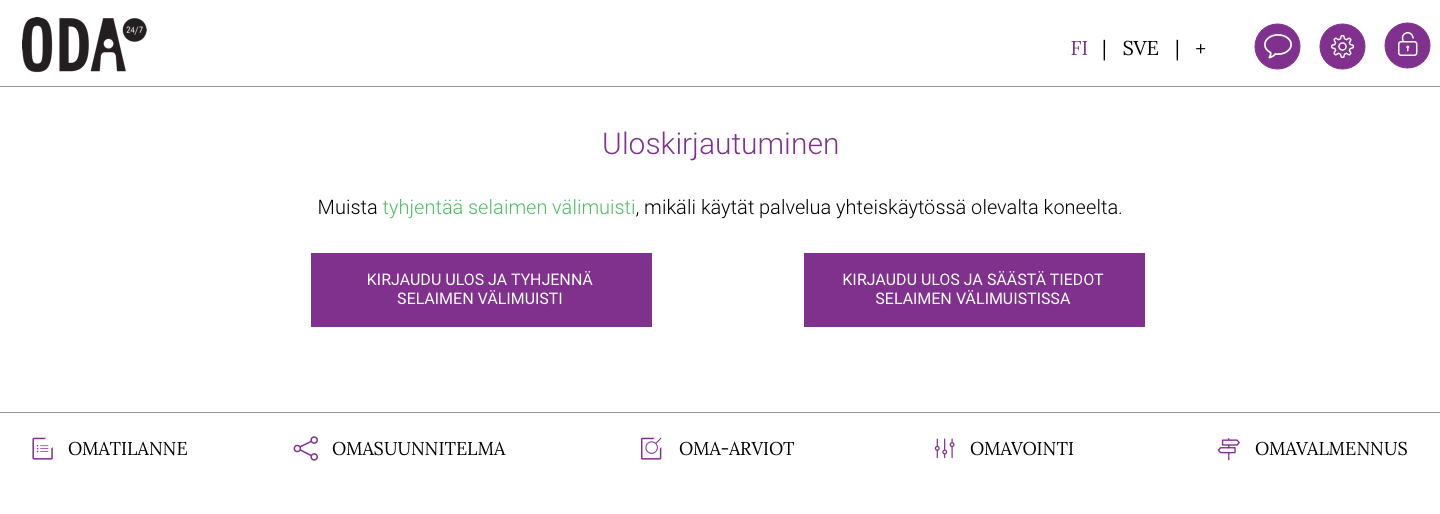 ODA 24/7
FI | SVE | +
Uloskirjautuminen
Muista tyhjentää selaimen välimuisti, mikäli käytät palvelua yhteiskäytössä olevalta koneelta.
KIRJAUDU ULOS JA TYHJENNÄ
SELAIMEN VÄLIMUISTI
KIRJAUDU ULOS JA SÄÄSTÄ TIEDOT
SELAIMEN VÄLIMUISTISSA
OMATILANNE
OMASUUNNITELMA
OMA-ARVIOT
OMAVOINTI
OMAVALMENNUS